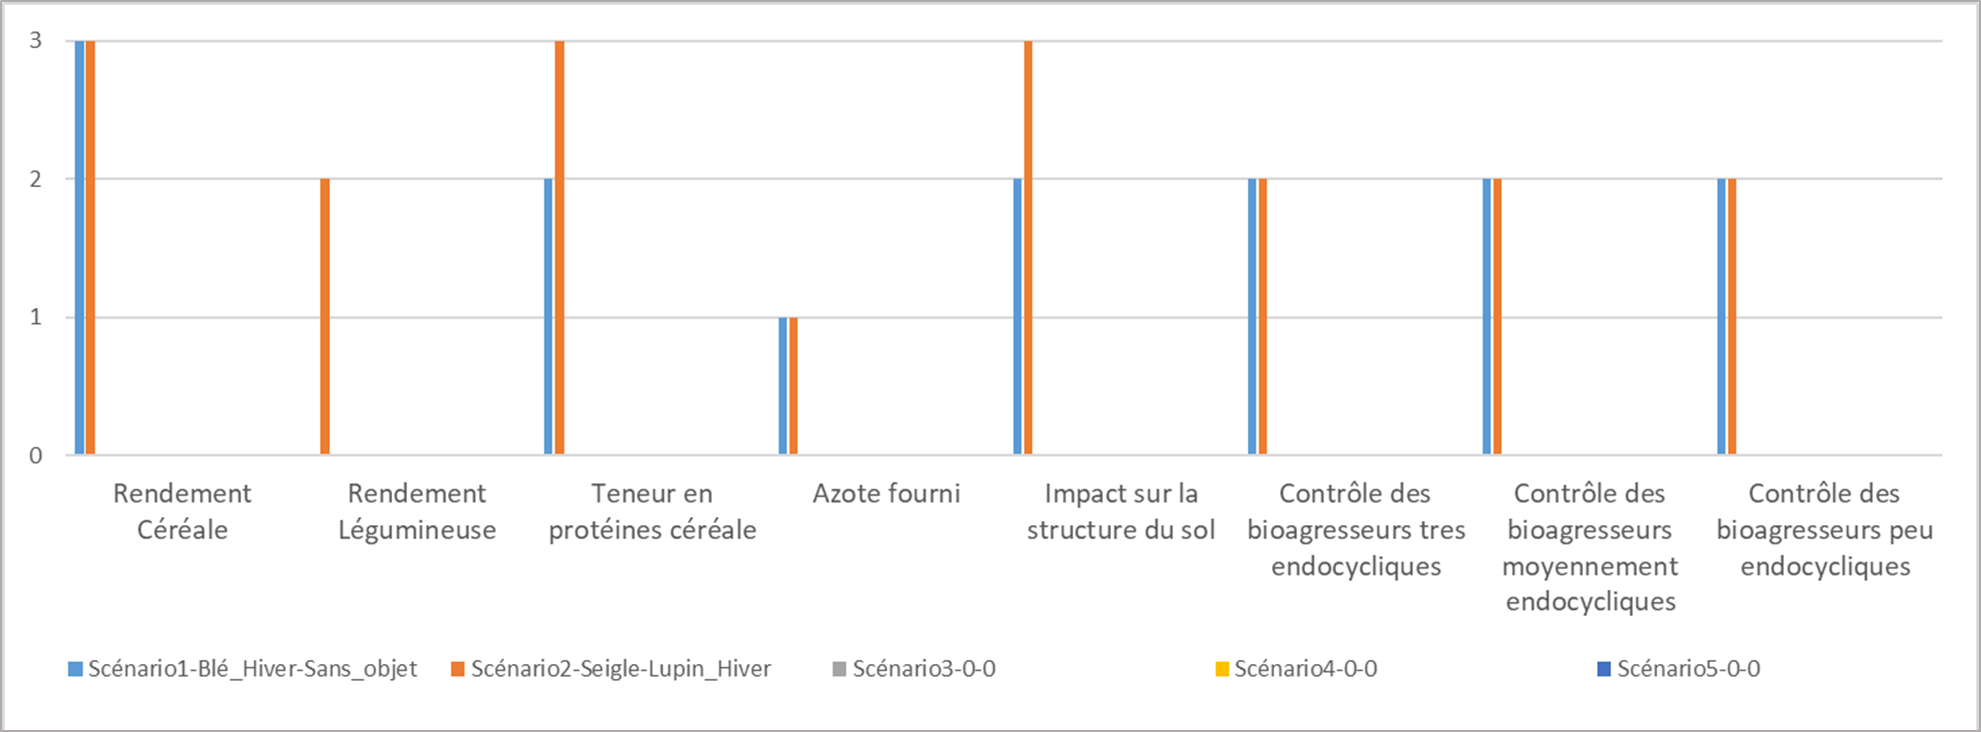 3
2
1
0
Rendement
Céréale
Rendement
Légumineuse
Teneur en
protéines céréale
Azote fourni
Impact sur la
structure du sol
Contrôle des
bioagresseurs tres
endocycliques
Contrôle des
bioagresseurs
moyennement
endocycliques
Contrôle des
bioagresseurs peu
endocycliques
Scénario1-Blé_Hiver-Sans_objet
Scénario2-Seigle-Lupin_Hiver
Scénario3-0-0
Scénario4-0-0
Scénario5-0-0